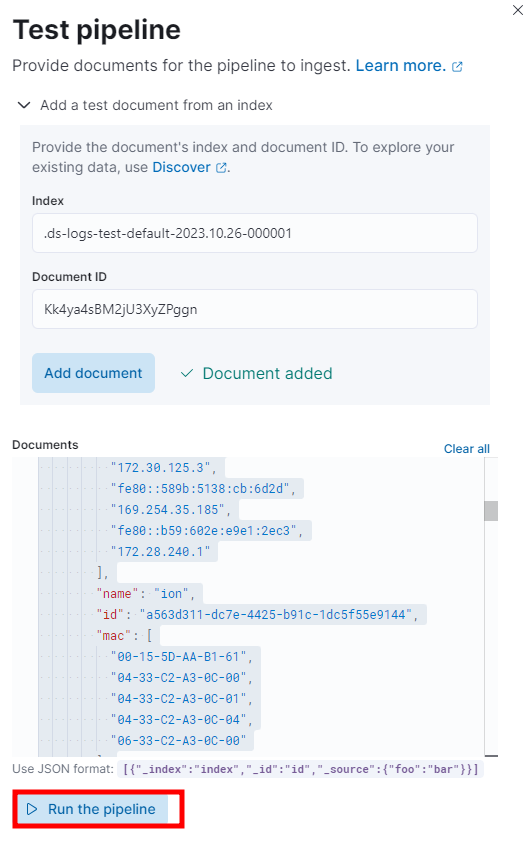 Test pipeline
Provide documents for the pipeline to ingest. Learn more.
Add a test document from an index
Provide the document's index and document ID. To explore your
existing data, use Discover.
Index
.ds-logs-test-default-2023.10.26-000001
Document ID
Kk4ya4sBM2jU3XyZPggn
Add document
Document added
Documents
Clear all
"172.30.125.3",
"fe80::589b:5138:cb:6d2d",
"169.254.35.185",
"fe80::b59:602e:e9e1:2ec3",
"172.28.240.1"
],
"name": "ion",
"id": "a563d311-dc7e-4425-b91c-1dc5f55e9144",
"mac": [
"00-15-5D-AA-B1-61",
"04-33-C2-A3-0C-00",
"04-33-C2-A3-0C-01",
"04-33-C2-A3-0C-04",
"06-33-C2-A3-0C-00"
Use JSON format: [{"_index":"index","_id":"id","_source":{"foo":"bar"}}]
Run the pipeline